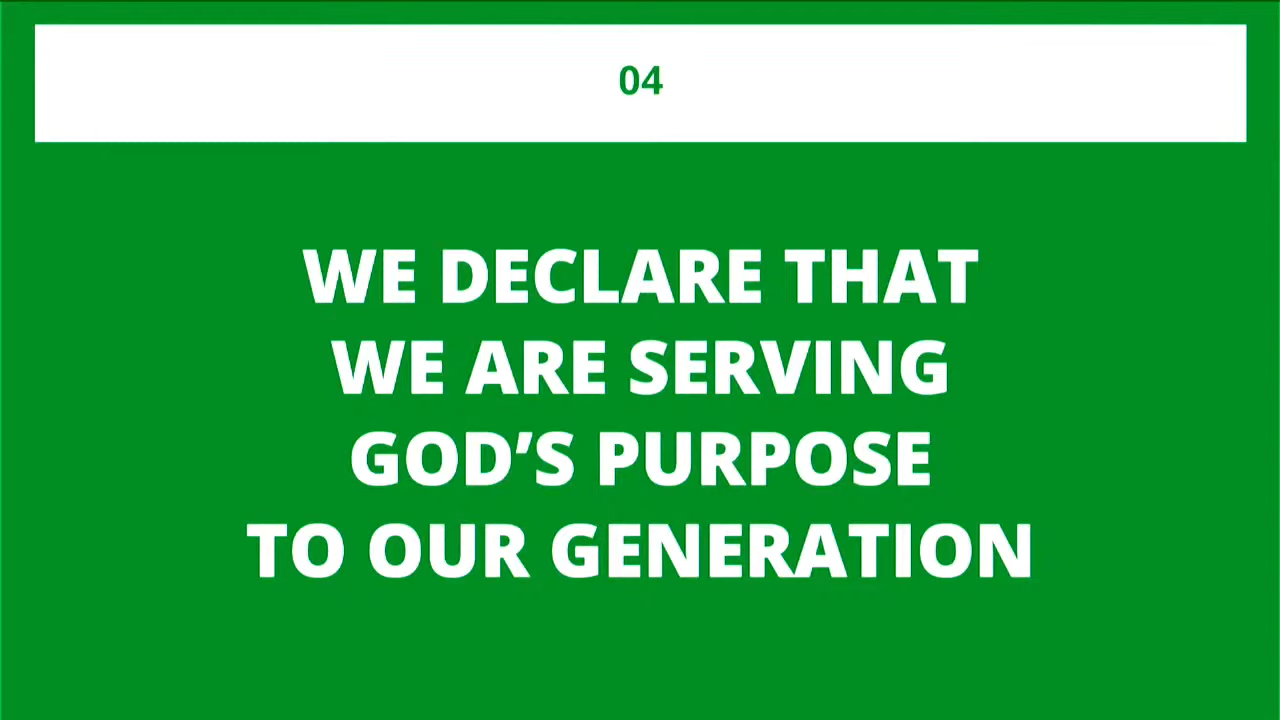 04
WE DECLARE THAT
WE ARE SERVING
GOD’S PURPOSE
TO OUR GENERATION